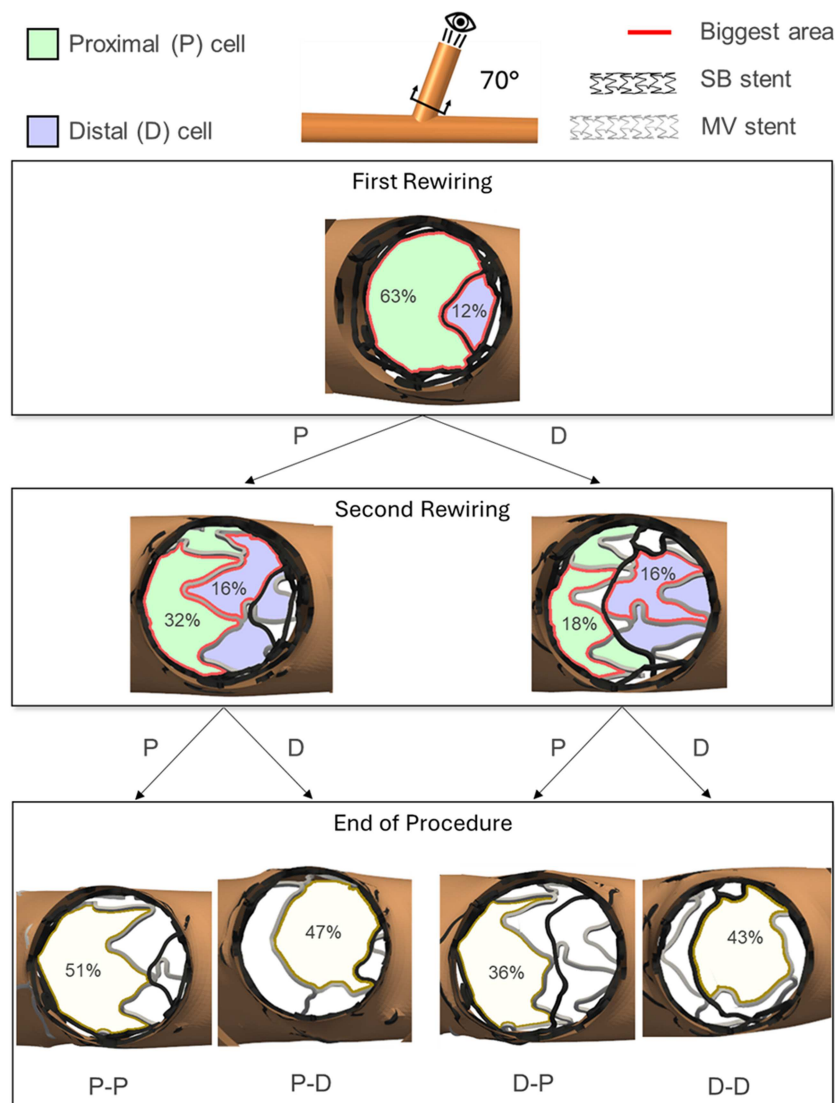 Proximal (P) cell
Distal (D) cell
70°
Biggest area
SB stent
MV stent
First Rewiring
63%
12%
P
D
Second Rewiring
32%
16%
18%
16%
P
D
P
D
End of Procedure
51%
47%
36%
43%
P-P
P-D
D-P
D-D